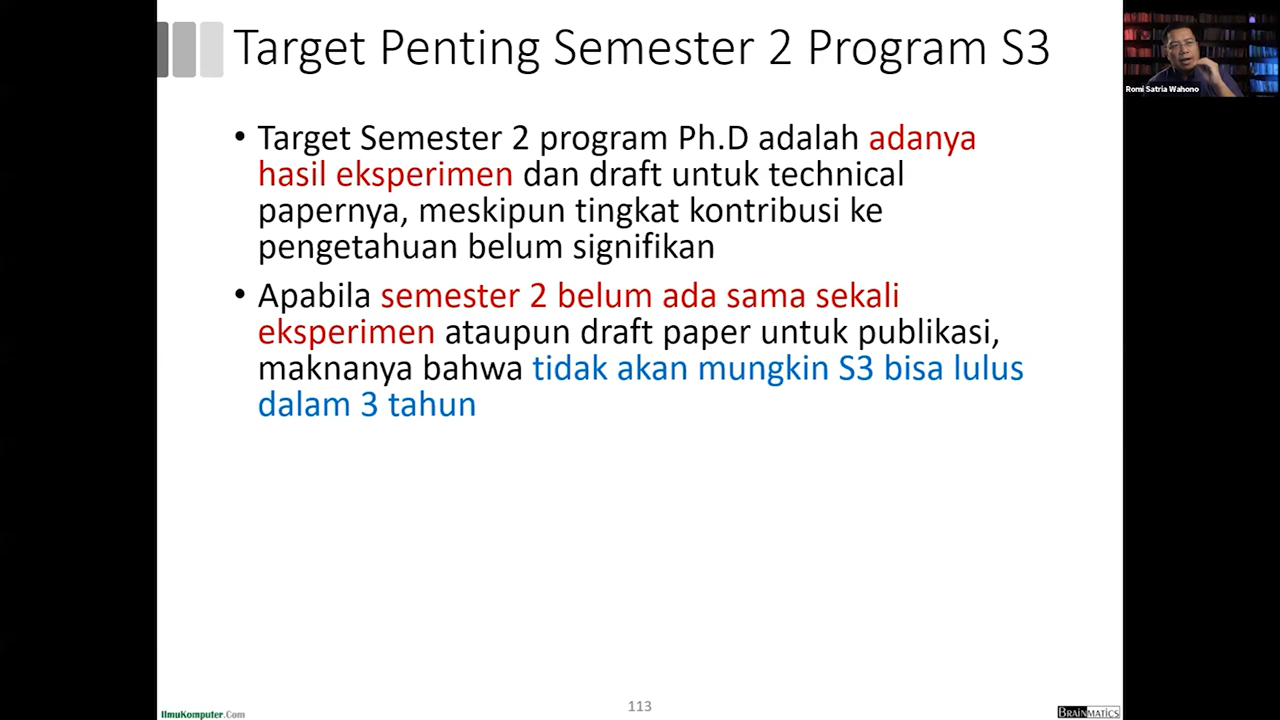 Target Penting Semester 2 Program S3
Romi Satria Wahono
• Target Semester 2 program Ph.D adalah adanya
hasil eksperimen dan draft untuk technical
papernya, meskipun tingkat kontribusi ke
pengetahuan belum signifikan
• Apabila semester 2 belum ada sama sekali
eksperimen ataupun draft paper untuk publikasi,
maknanya bahwa tidak akan mungkin S3 bisa lulus
dalam 3 tahun
IlmuKomputer.Com
113
BRAINMATICS